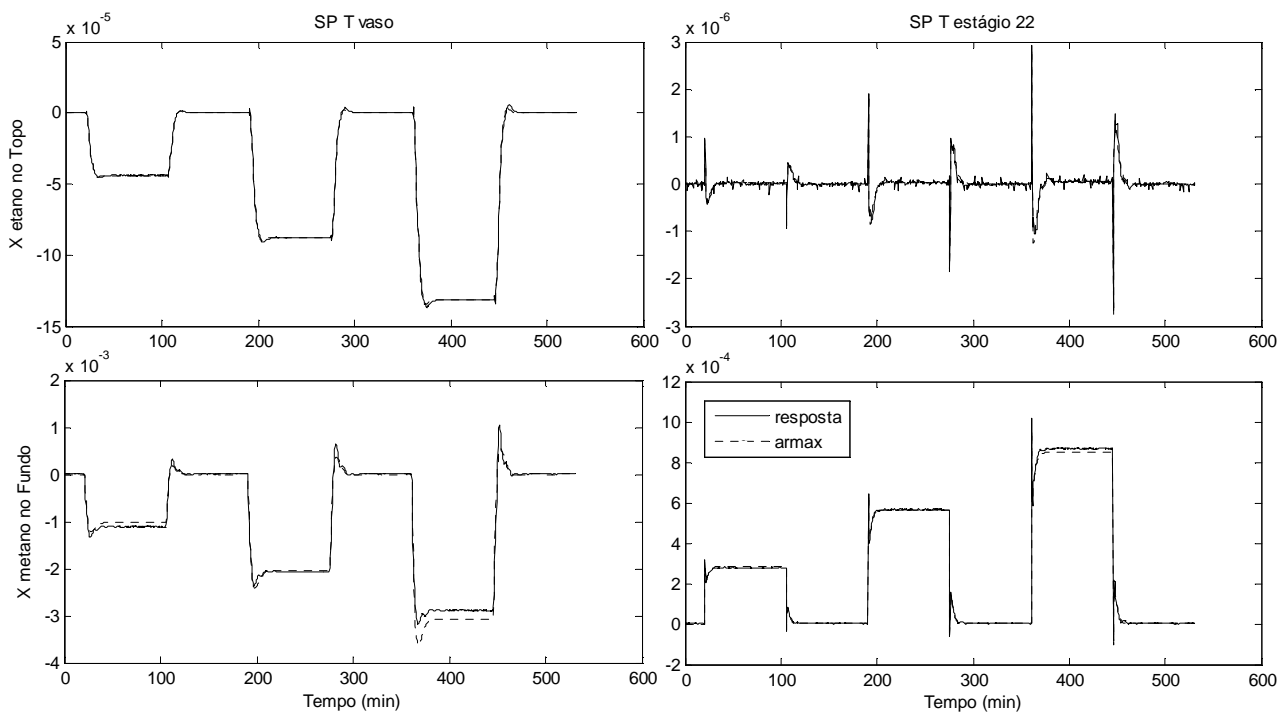 SP T vaso
x 10^-5
5
0
-5
-10
-15
0 100 200 300 400 500 600
X etano no Topo
SP T estágio 22
x 10^-6
3
2
1
0
-1
-2
-3
0 100 200 300 400 500 600
x 10^-3
2
1
0
-1
-2
-3
-4
0 100 200 300 400 500 600
X metano no Fundo
Tempo (min)
x 10^-4
12
10
8
6
4
2
0
-2
0 100 200 300 400 500 600
resposta
armax
Tempo (min)